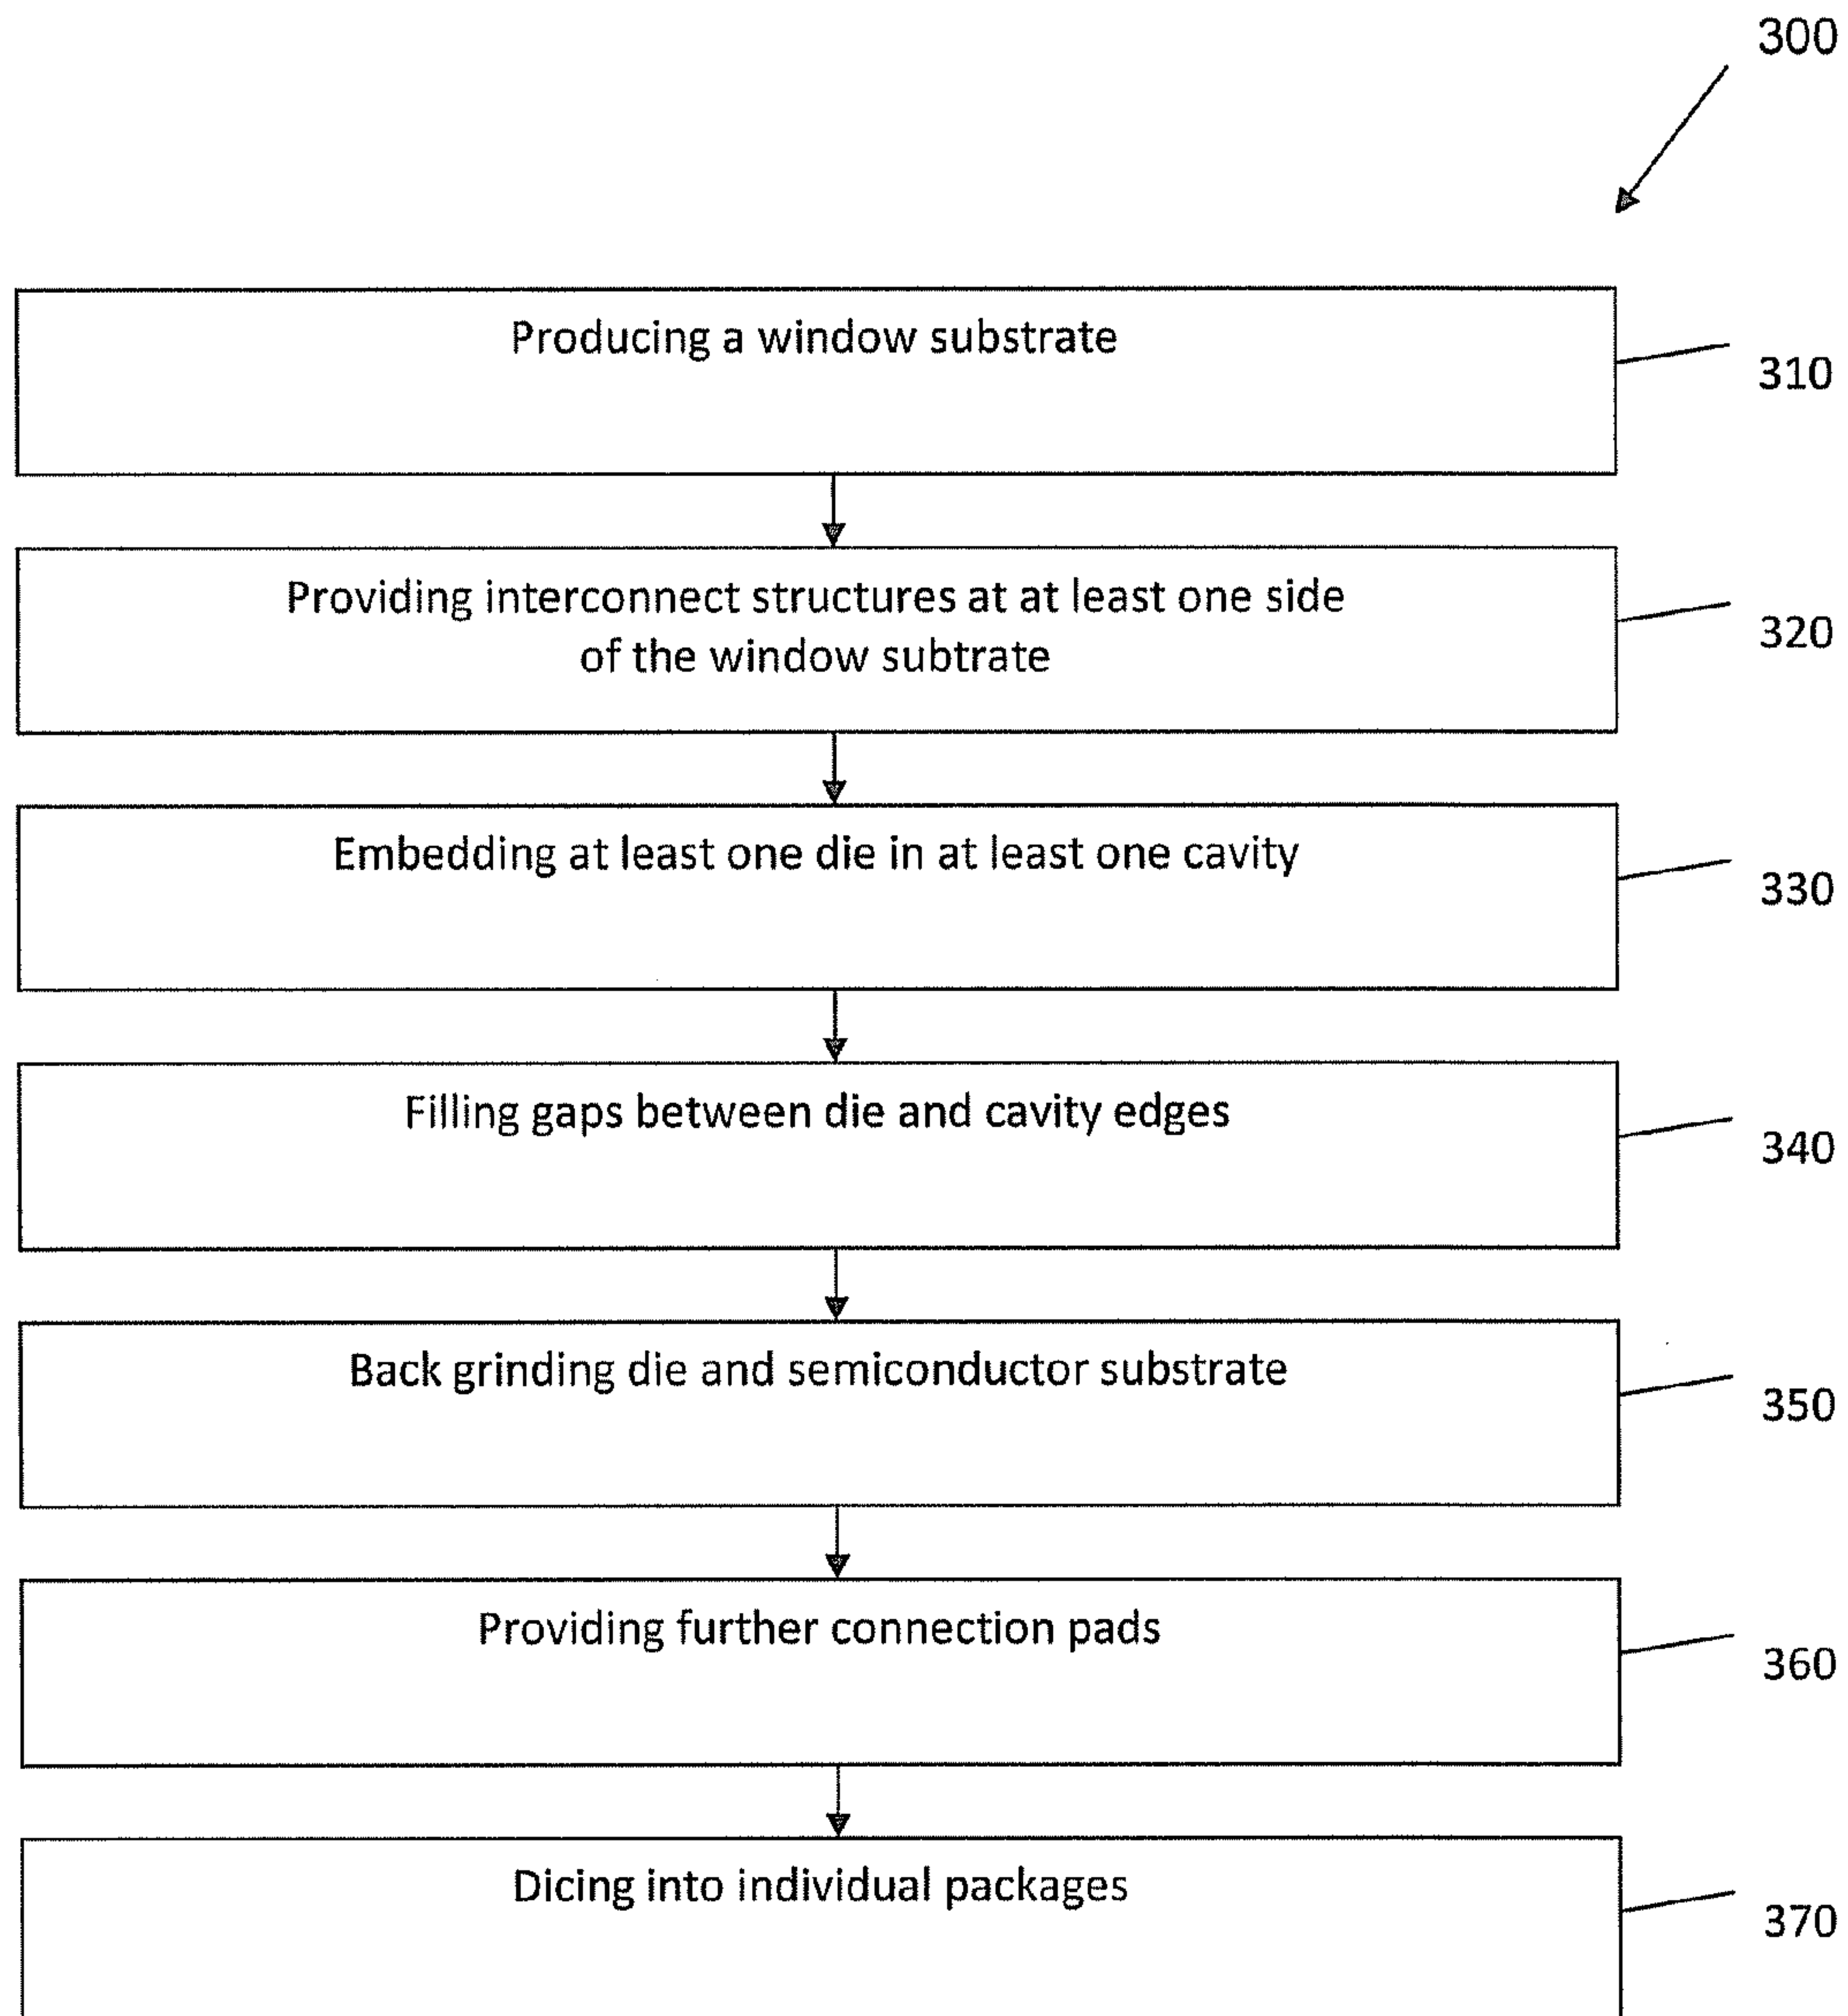 300
Producing a window substrate
310
Providing interconnect structures at at least one side
of the window subtrate
320
Embedding at least one die in at least one cavity
330
Filling gaps between die and cavity edges
340
Back grinding die and semiconductor substrate
350
Providing further connection pads
360
Dicing into individual packages
370